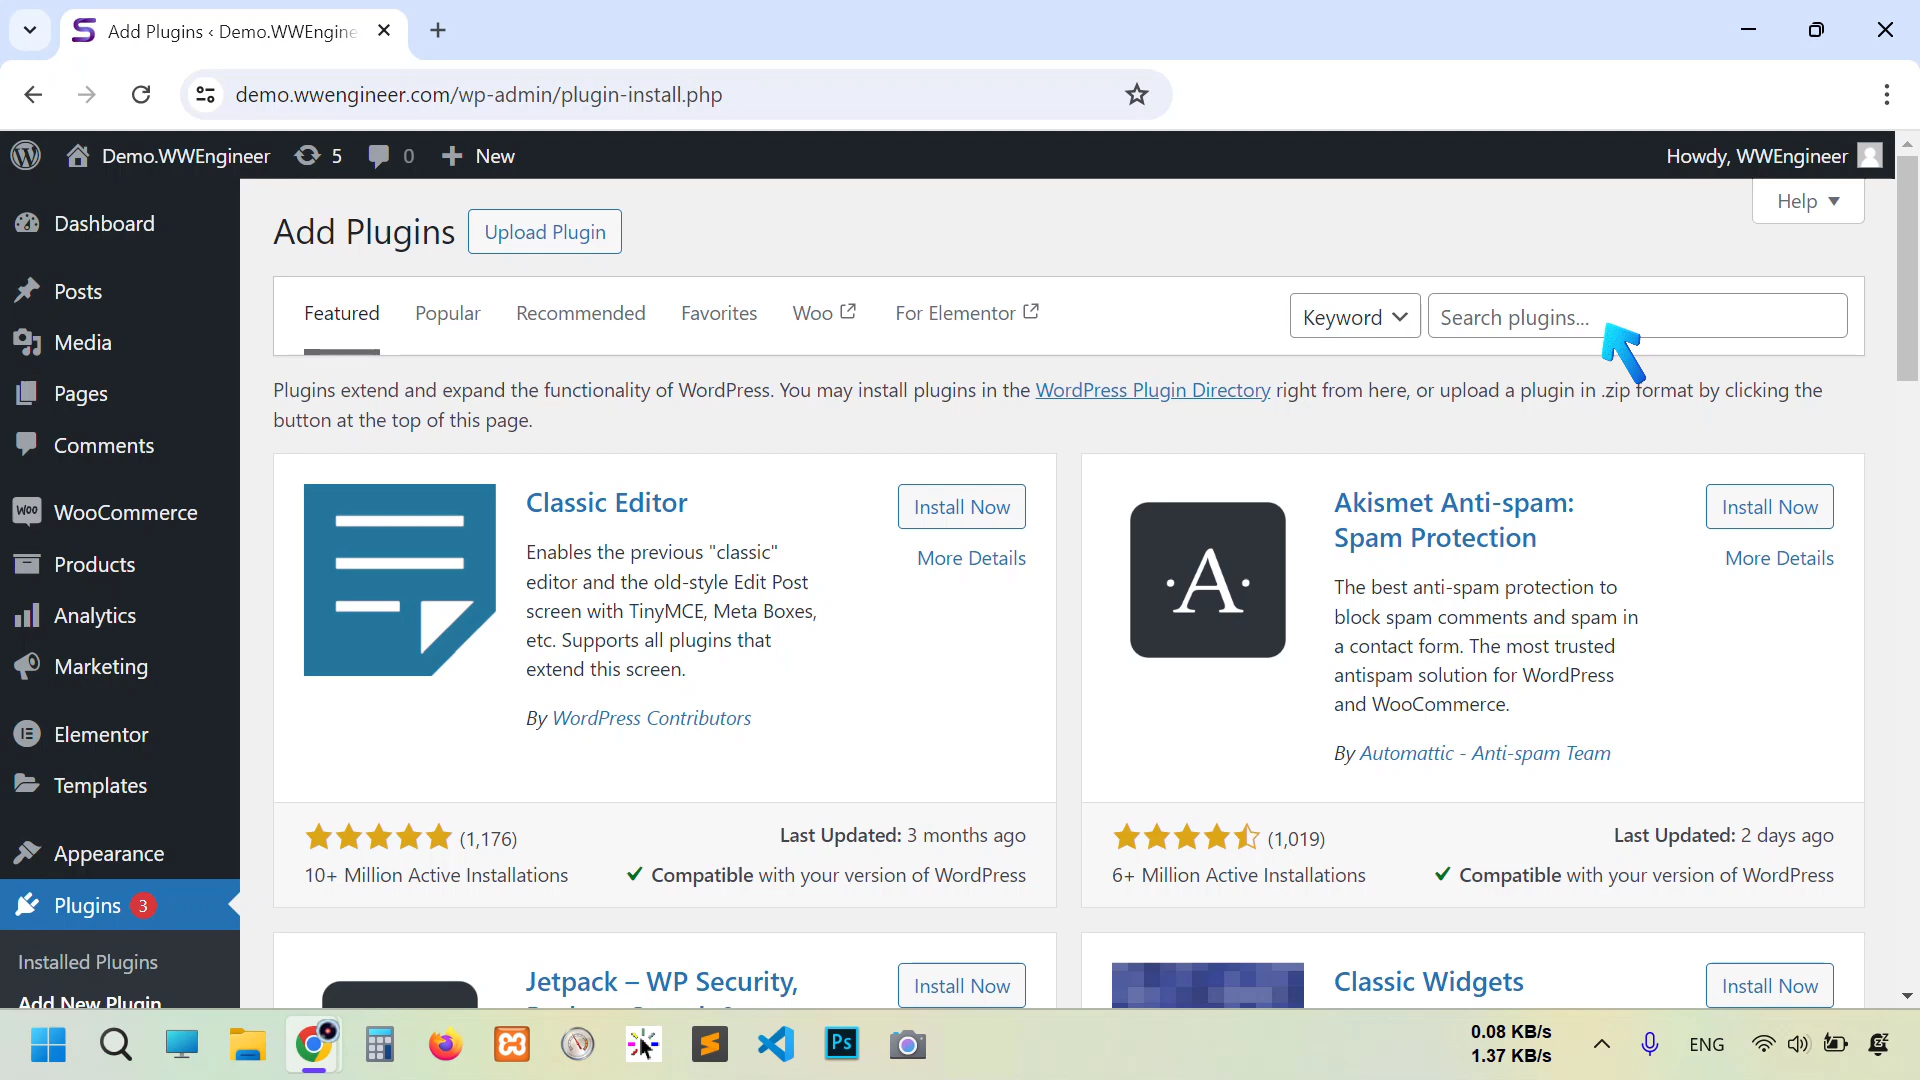 Add Plugins ‹ Demo.WWEngine
demo.wwengineer.com/wp-admin/plugin-install.php
Demo.WWEngineer 5 0 New
Howdy, WWEngineer
Dashboard
Posts
Media
Pages
Comments
WOO WooCommerce
Products
Analytics
Marketing
Elementor
Templates
Appearance
Plugins 3
Installed Plugins
Add New Plugin
Help
Add Plugins Upload Plugin
Featured Popular Recommended Favorites Woo For Elementor
Keyword Search plugins...
Plugins extend and expand the functionality of WordPress. You may install plugins in the WordPress Plugin Directory right from here, or upload a plugin in .zip format by clicking the
button at the top of this page.
Classic Editor
Install Now
More Details
Enables the previous "classic"
editor and the old-style Edit Post
screen with TinyMCE, Meta Boxes,
etc. Supports all plugins that
extend this screen.
By WordPress Contributors
(1,176)
Last Updated: 3 months ago
10+ Million Active Installations
Compatible with your version of WordPress
·A·
Akismet Anti-spam:
Spam Protection
Install Now
More Details
The best anti-spam protection to
block spam comments and spam in
a contact form. The most trusted
antispam solution for WordPress
and WooCommerce.
By Automattic - Anti-spam Team
(1,019)
Last Updated: 2 days ago
6+ Million Active Installations
Compatible with your version of WordPress
Jetpack – WP Security,
Install Now
Classic Widgets
Install Now
Ps
0.08 KB/s
1.37 KB/s
ENG